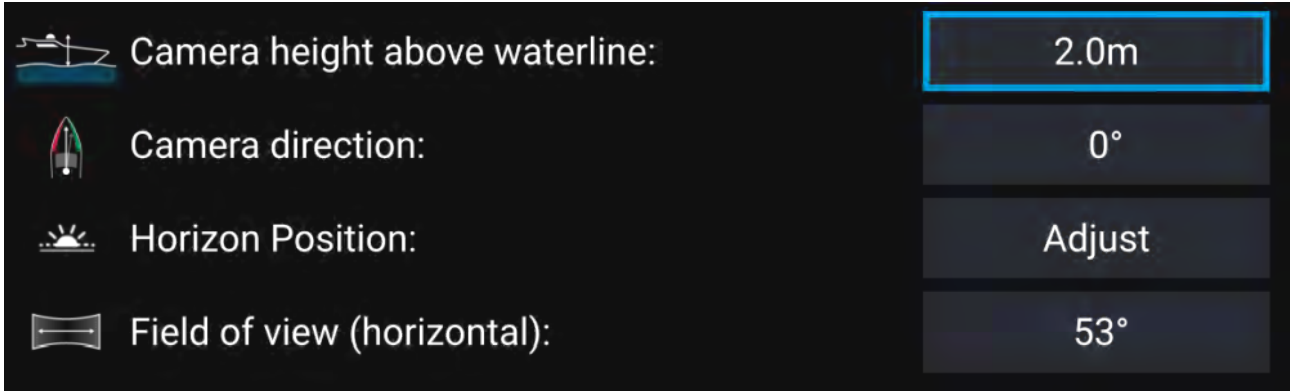 Camera height above waterline: 2.0m
Camera direction: 0°
Horizon Position: Adjust
Field of view (horizontal): 53°